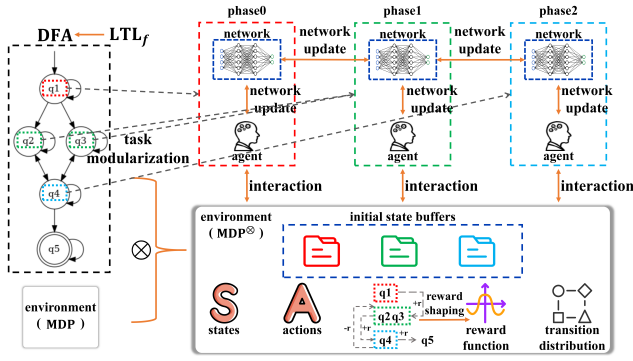 phase0 phase1 phase2
DFA LTLf
network network network
network
update
network
update
q1
network
update
network
update
network
update
q2 q3
task
modularization
agent agent agent
interaction interaction interaction
q4
environment
( MDP⊗ )
initial state buffers
⊗
q5
q1
+r
reward
shaping
q2 q3
-r +r
q4 +r q5
environment
( MDP )
S
states
A
actions
reward
function
transition
distribution